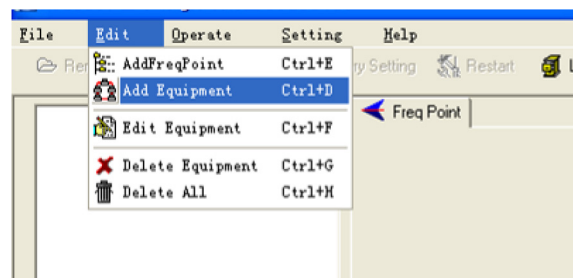 File Edit Operate Setting Help
AddFreqPoint Ctrl+E
Add Equipment Ctrl+D
Edit Equipment Ctrl+F
Delete Equipment Ctrl+G
Delete All Ctrl+H
Setting Restart
Freq Point